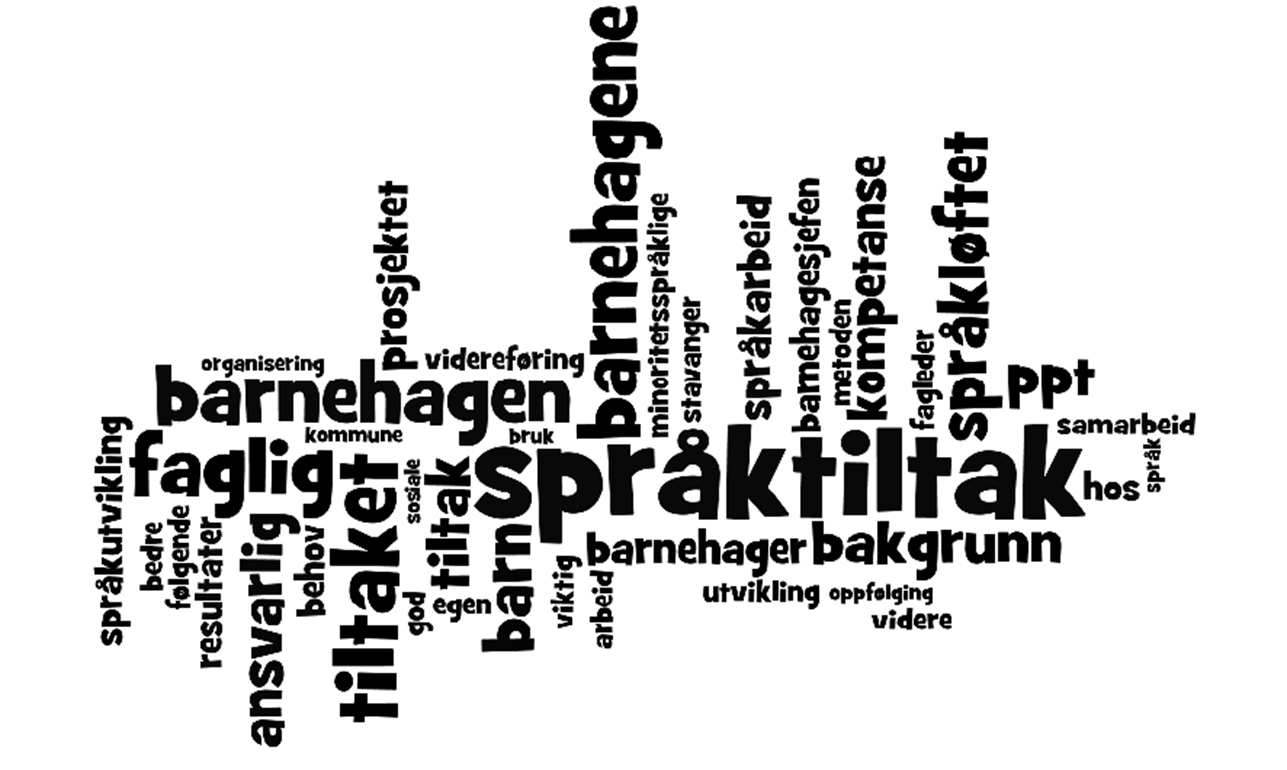 barnehagene
språkløftet
kompetanse
barnehagesjefen
prosjektet
minoritetsspråklige
språkarbeid
stavanger
metoden
fagleder
organisering
videreføring
barnehagen
ppt
samarbeid
språkutvikling
kommune
bruk
faglig
språktiltak
språk
hos
tiltaket
sosiale
tiltak
følgende
bedre
resultater
ansvarlig
behov
barn
barnehager
bakgrunn
viktig
arbeid
god
egen
utvikling
oppfølging
videre